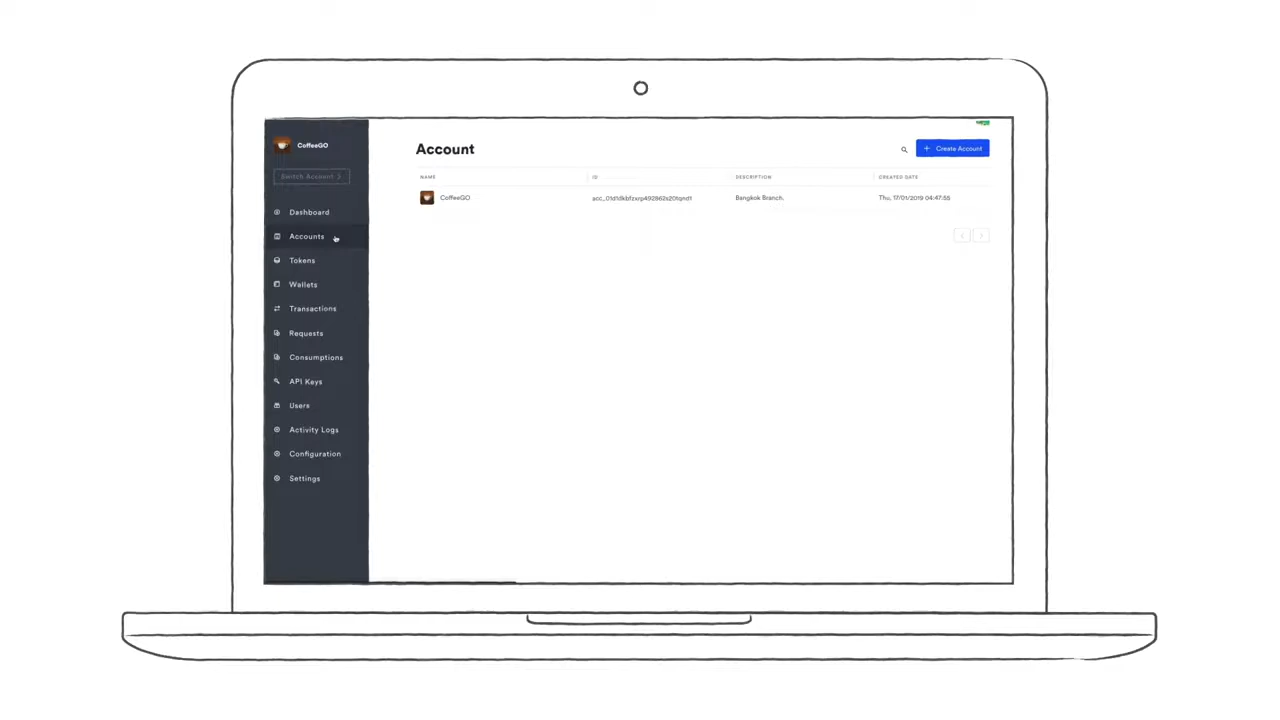 CoffeeGO
Switch Account
Dashboard
Accounts
Tokens
Wallets
Transactions
Requests
Consumptions
API Keys
Users
Activity Logs
Configuration
Settings
Account
+ Create Account
NAME ID DESCRIPTION CREATED DATE
CoffeeGO Bangkok Branch. Thu, 17/01/2019 04:47:55